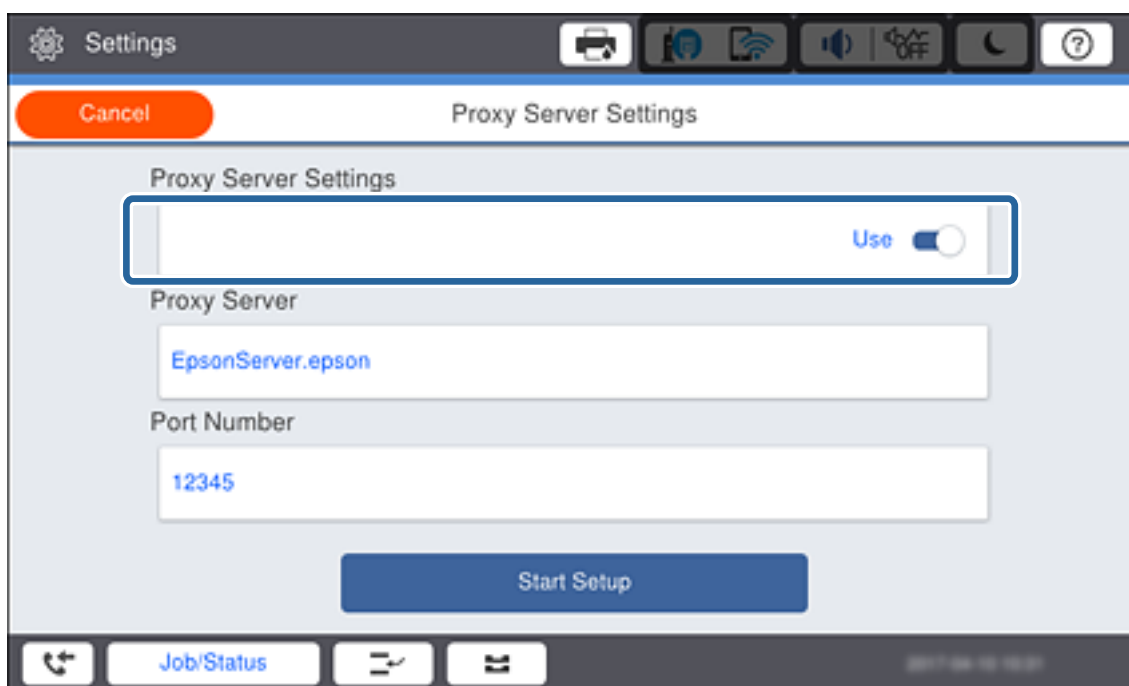 Settings
OFF
Cancel
Proxy Server Settings
Proxy Server Settings
Use
Proxy Server
EpsonServer.epson
Port Number
12345
Start Setup
Job/Status